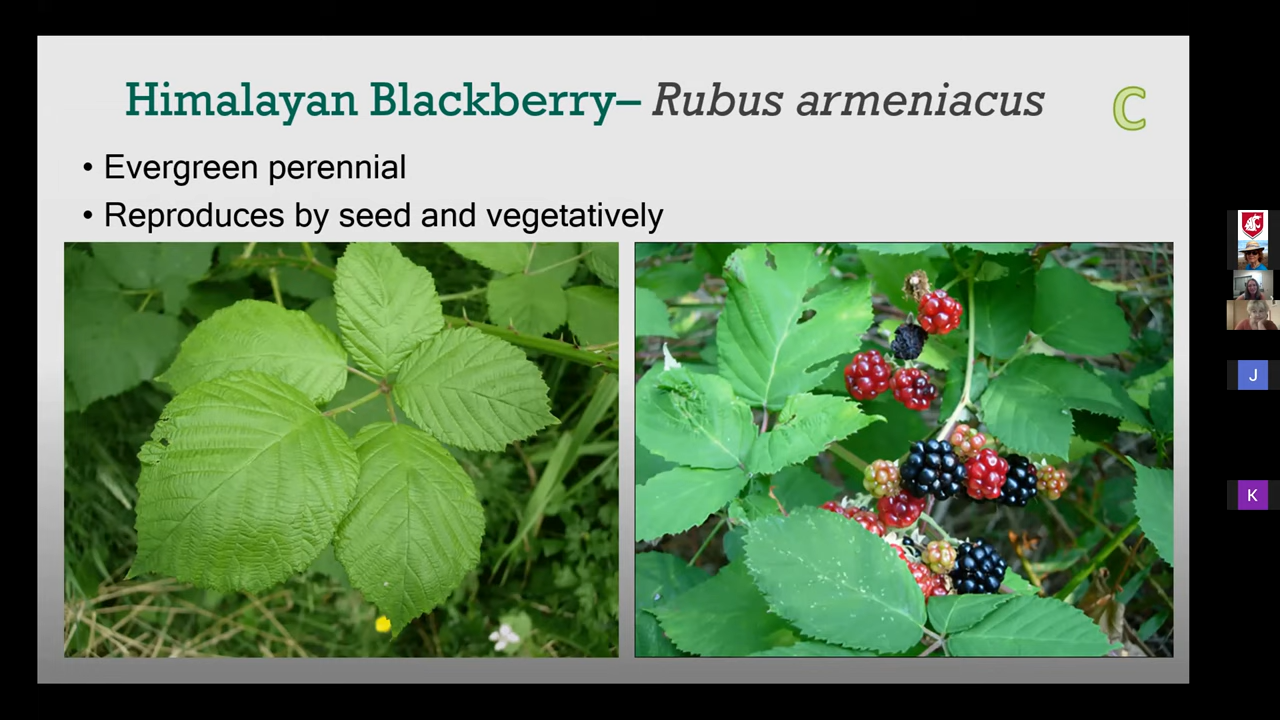 Himalayan Blackberry– Rubus armeniacus
C
• Evergreen perennial
• Reproduces by seed and vegetatively
J
K